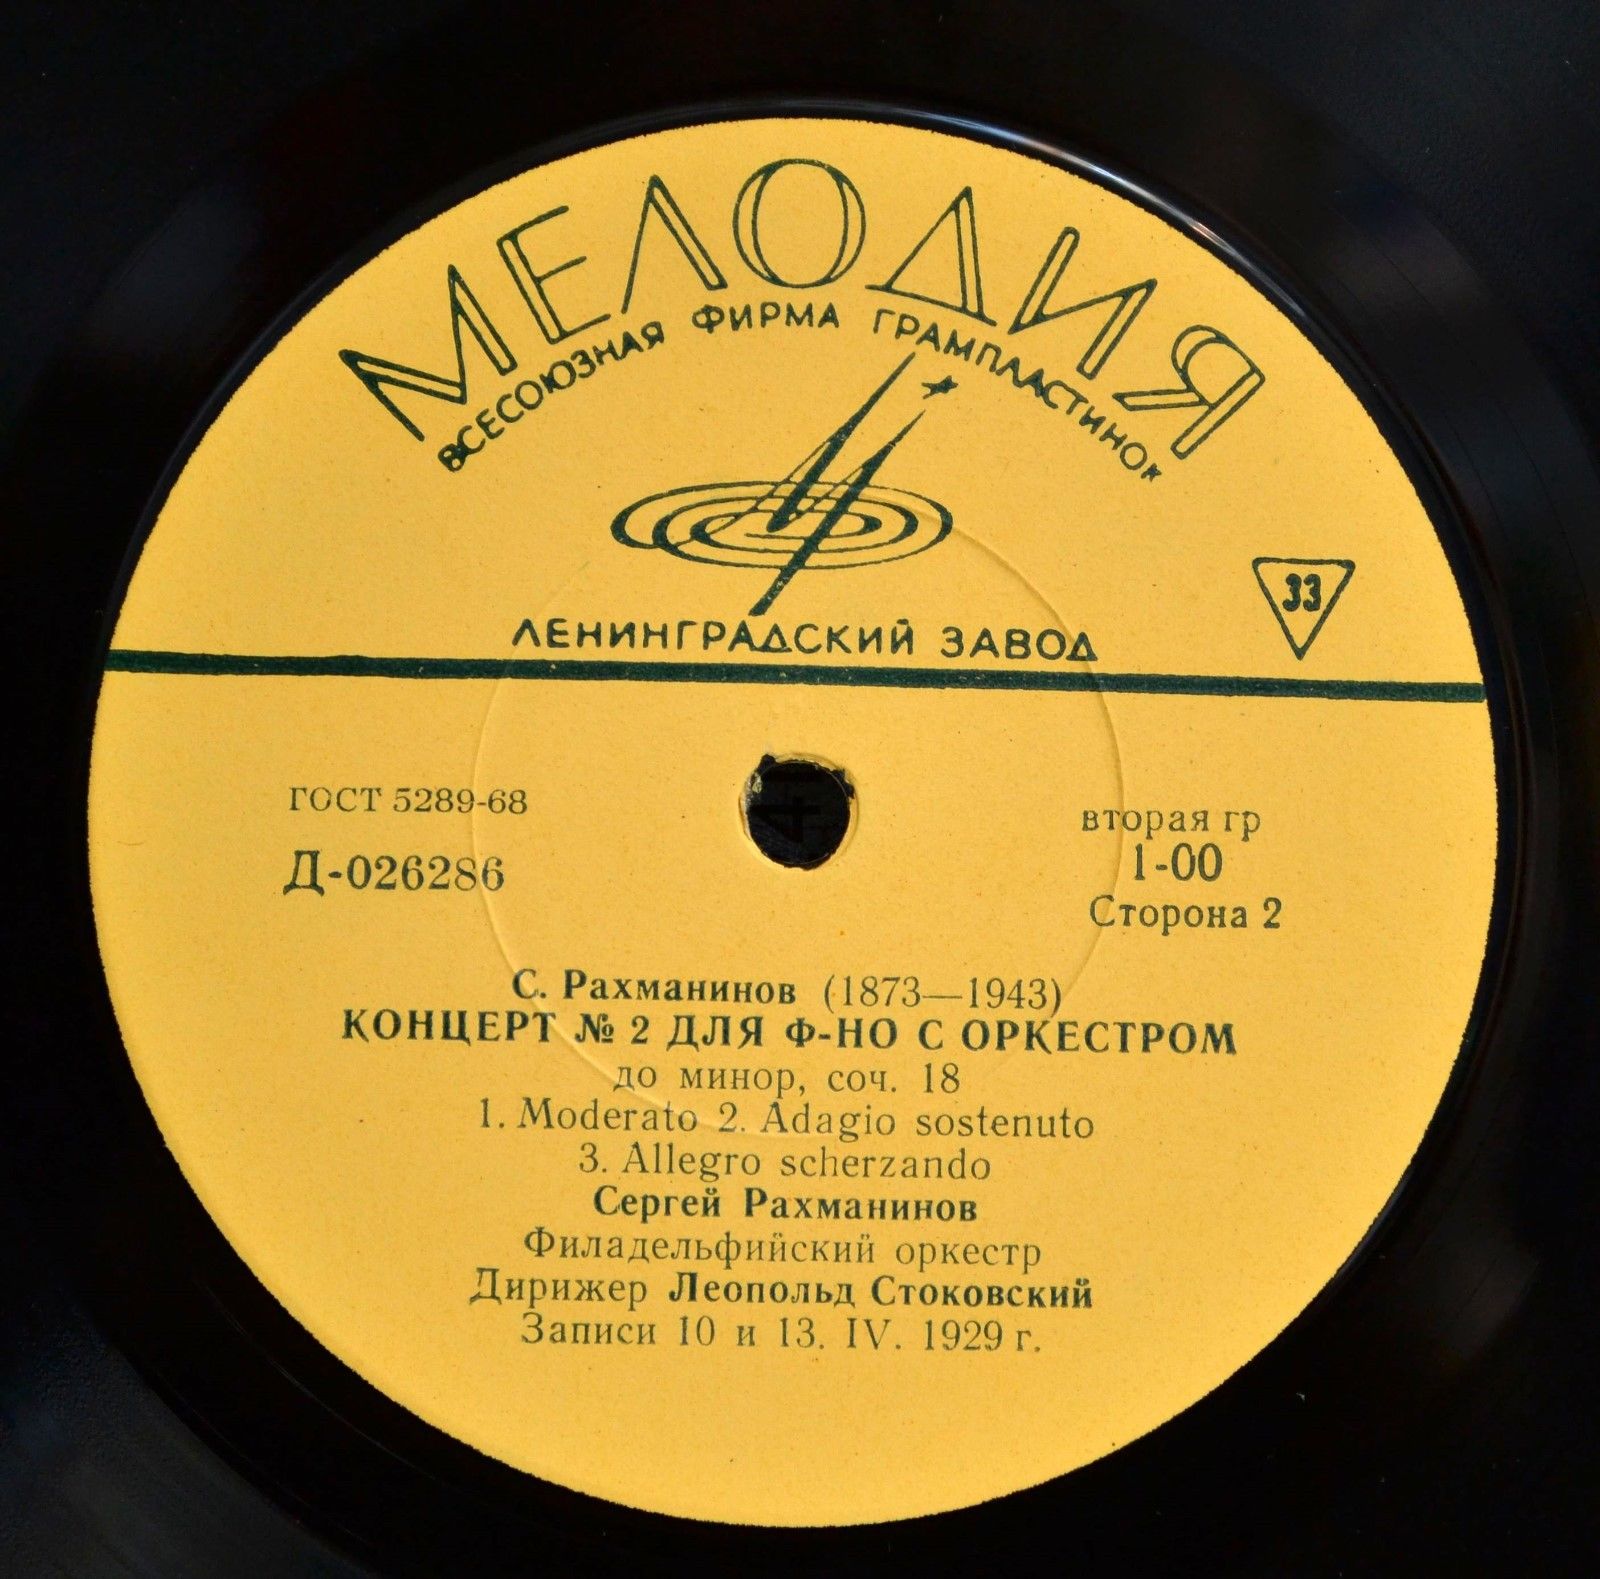 МЕЛОДИЯ
ВСЕСОЮЗНАЯ ФИРМА ГРАМПЛАСТИНОК
33
ЛЕНИНГРАДСКИЙ ЗАВОД
ГОСТ 5289-68
Д-026286
вторая гр
1-00
Сторона 2
С. Рахманинов (1873—1943)
КОНЦЕРТ № 2 ДЛЯ Ф-НО С ОРКЕСТРОМ
до минор, соч. 18
1. Moderato 2. Adagio sostenuto
3. Allegro scherzando
Сергей Рахманинов
Филадельфийский оркестр
Дирижер Леопольд Стоковский
Записи 10 и 13. IV. 1929 г.